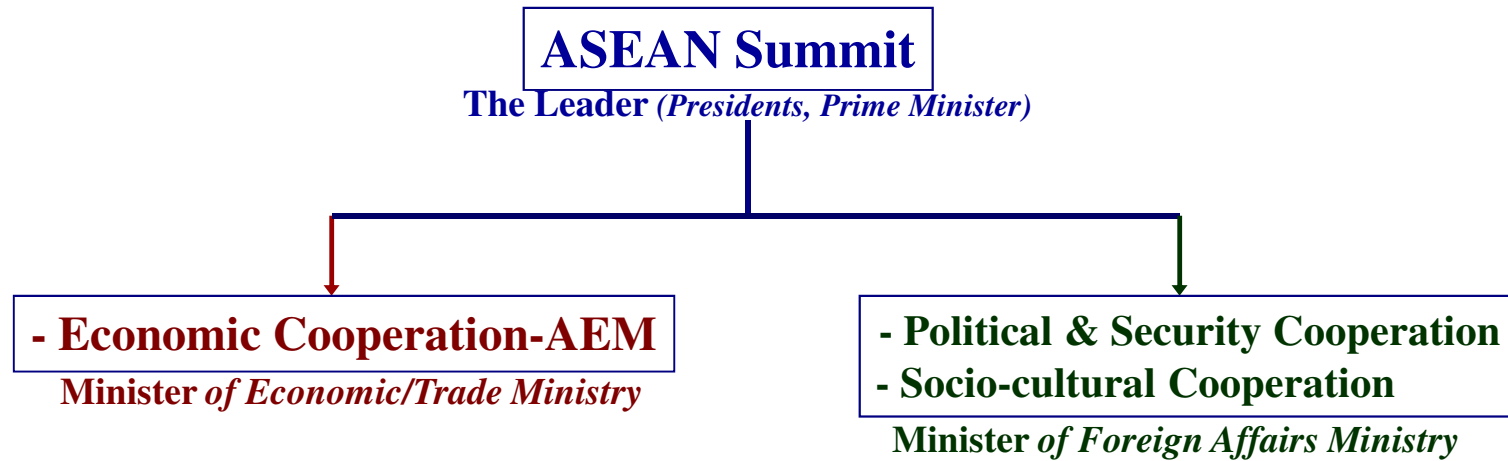 ASEAN Summit
The Leader (Presidents, Prime Minister)
- Economic Cooperation-AEM
Minister of Economic/Trade Ministry
- Political & Security Cooperation
- Socio-cultural Cooperation
Minister of Foreign Affairs Ministry